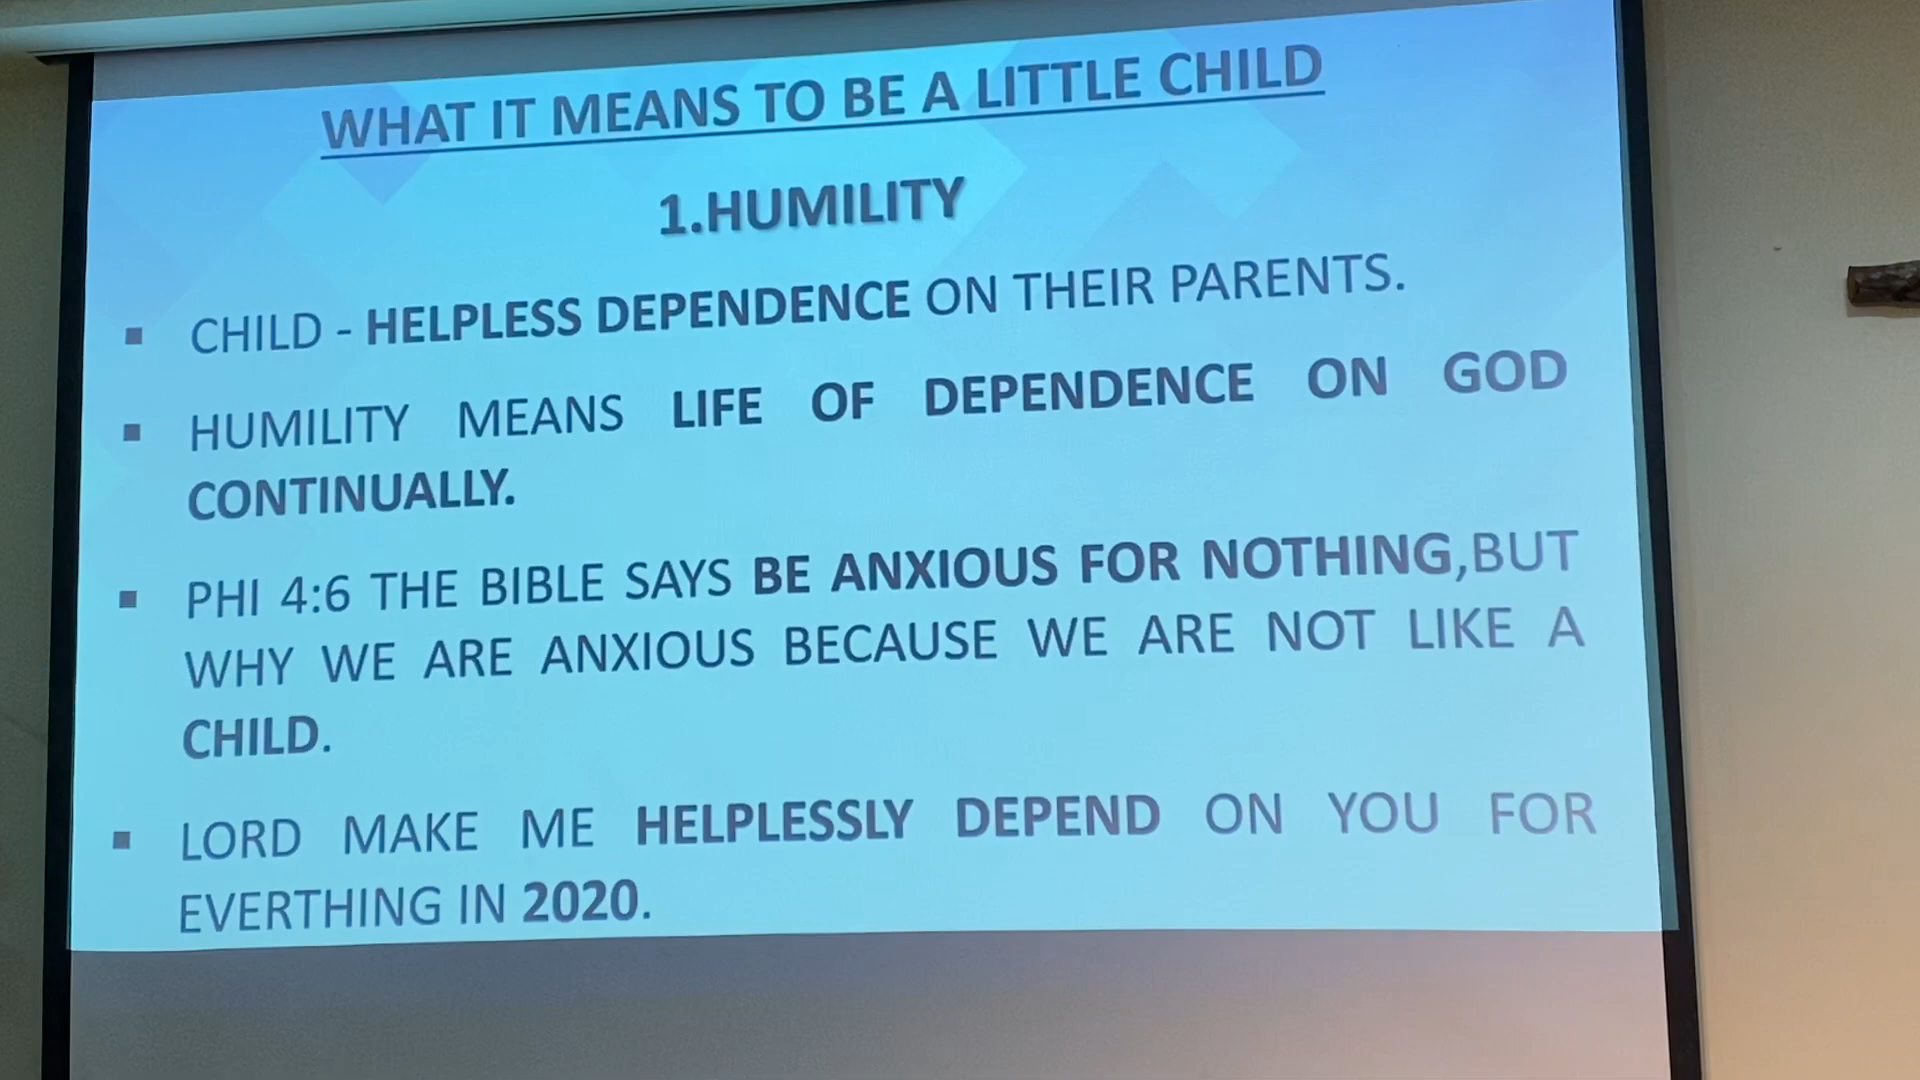 WHAT IT MEANS TO BE A LITTLE CHILD
1.HUMILITY
▪ CHILD - HELPLESS DEPENDENCE ON THEIR PARENTS.
▪ HUMILITY MEANS LIFE OF DEPENDENCE ON GOD
CONTINUALLY.
▪ PHI 4:6 THE BIBLE SAYS BE ANXIOUS FOR NOTHING,BUT
WHY WE ARE ANXIOUS BECAUSE WE ARE NOT LIKE A
CHILD.
▪ LORD MAKE ME HELPLESSLY DEPEND ON YOU FOR
EVERTHING IN 2020.